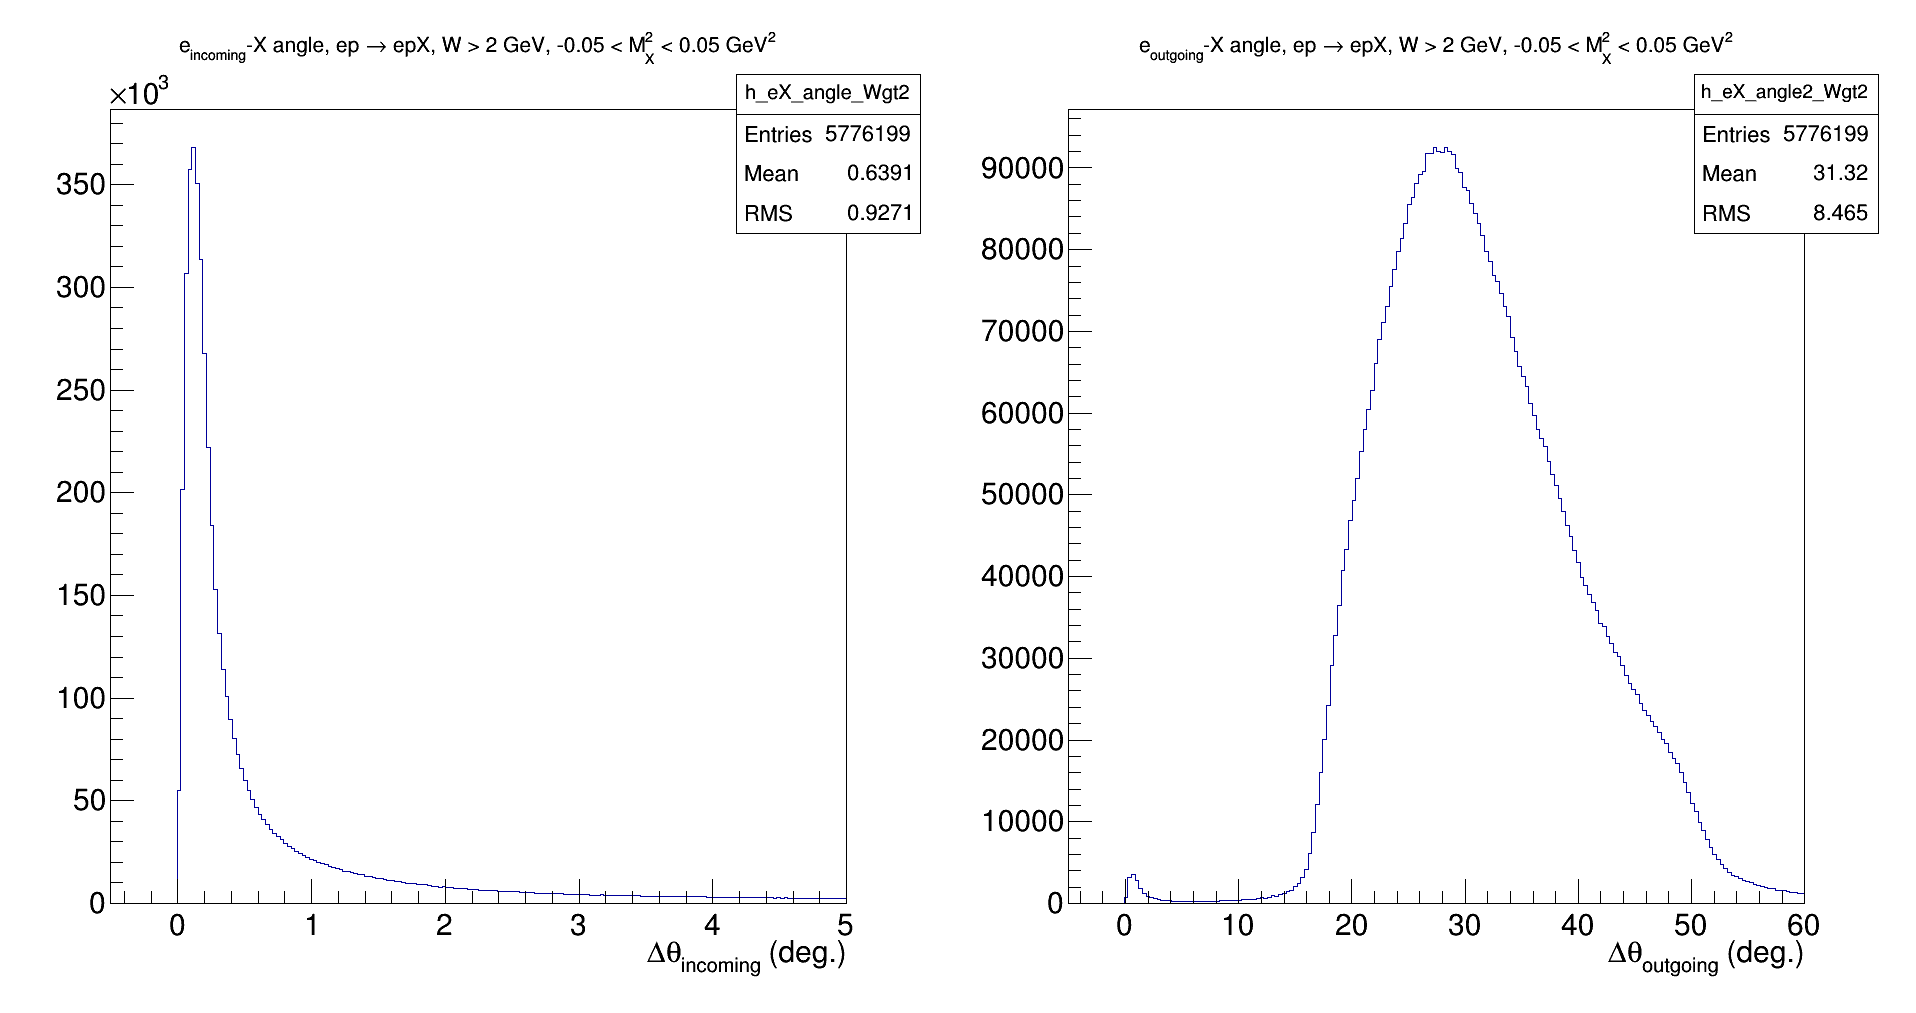 e_incoming-X angle, ep → epX, W > 2 GeV, -0.05 < M_X^2 < 0.05 GeV^2
×10^3
h_eX_angle_Wgt2
Entries 5776199
Mean 0.6391
RMS 0.9271
350
300
250
200
150
100
50
0
0 1 2 3 4 5
Δθ_incoming (deg.)
e_outgoing-X angle, ep → epX, W > 2 GeV, -0.05 < M_X^2 < 0.05 GeV^2
h_eX_angle2_Wgt2
Entries 5776199
Mean 31.32
RMS 8.465
90000
80000
70000
60000
50000
40000
30000
20000
10000
0
0 10 20 30 40 50 60
Δθ_outgoing (deg.)